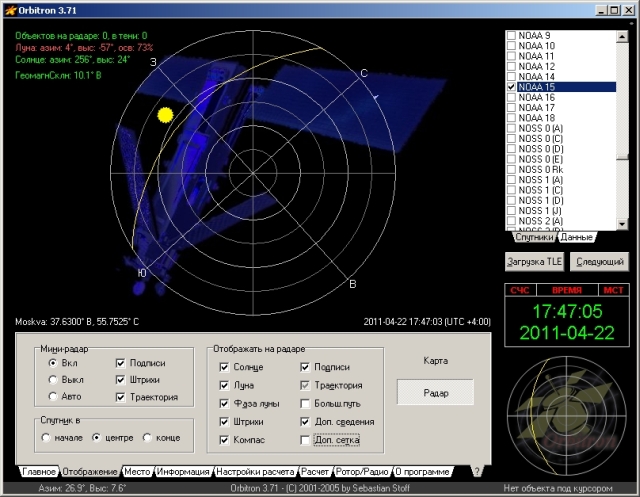 Orbitron 3.71
Объектов на радаре: 0, в тени: 0
Луна: азим: 4°, выс: -57°, осв: 73%
Солнце: азим: 256°, выс: 24°
ГеомагнСклн: 10.1° В
З
С
Ю
В
Moskva: 37.6300° В, 55.7525° С
2011-04-22 17:47:03 (UTC +4:00)
NOAA 9
NOAA 10
NOAA 11
NOAA 12
NOAA 14
NOAA 15
NOAA 16
NOAA 17
NOAA 18
NOSS 0 (A)
NOSS 0 (C)
NOSS 0 (D)
NOSS 0 (E)
NOSS 0 Rk
NOSS 1 (A)
NOSS 1 (C)
NOSS 1 (D)
NOSS 1 (J)
NOSS 2 (A)
Спутники Данные
Загрузка TLE Следующий
СЧС ВРЕМЯ МСТ
17:47:05
2011-04-22
Мини-радар
Вкл Подписи
Выкл Штрихи
Авто Траектория
Спутник в
начале центре конце
Отображать на радаре
Солнце Подписи
Луна Траектория
Фаза луны Больш.путь
Штрихи Доп. сведения
Компас Доп. сетка
Карта
Радар
Главное Отображение Место Информация Настройки расчета Расчет Ротор/Радио О программе ?
Азим: 26.9°, Выс: 7.6° Orbitron 3.71 - (C) 2001-2005 by Sebastian Stoff Нет объекта под курсором